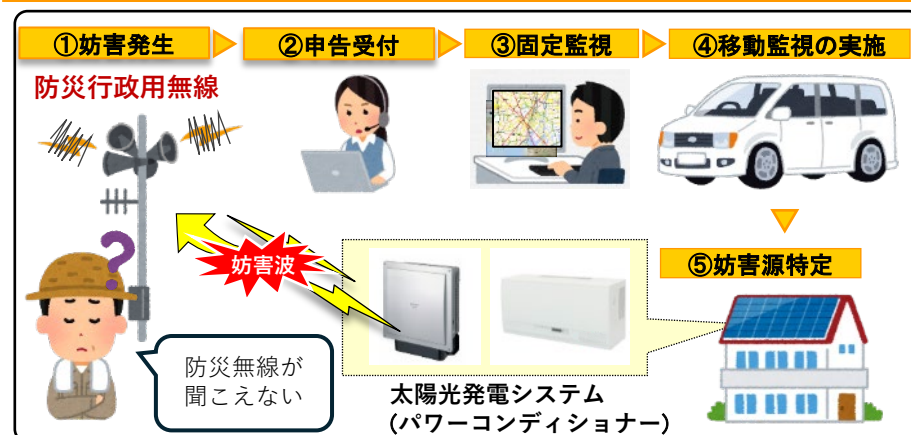 ①妨害発生
②申告受付
③固定監視
④移動監視の実施
防災行政用無線
妨害波
⑤妨害源特定
防災無線が
聞こえない
太陽光発電システム
(パワーコンディショナー)